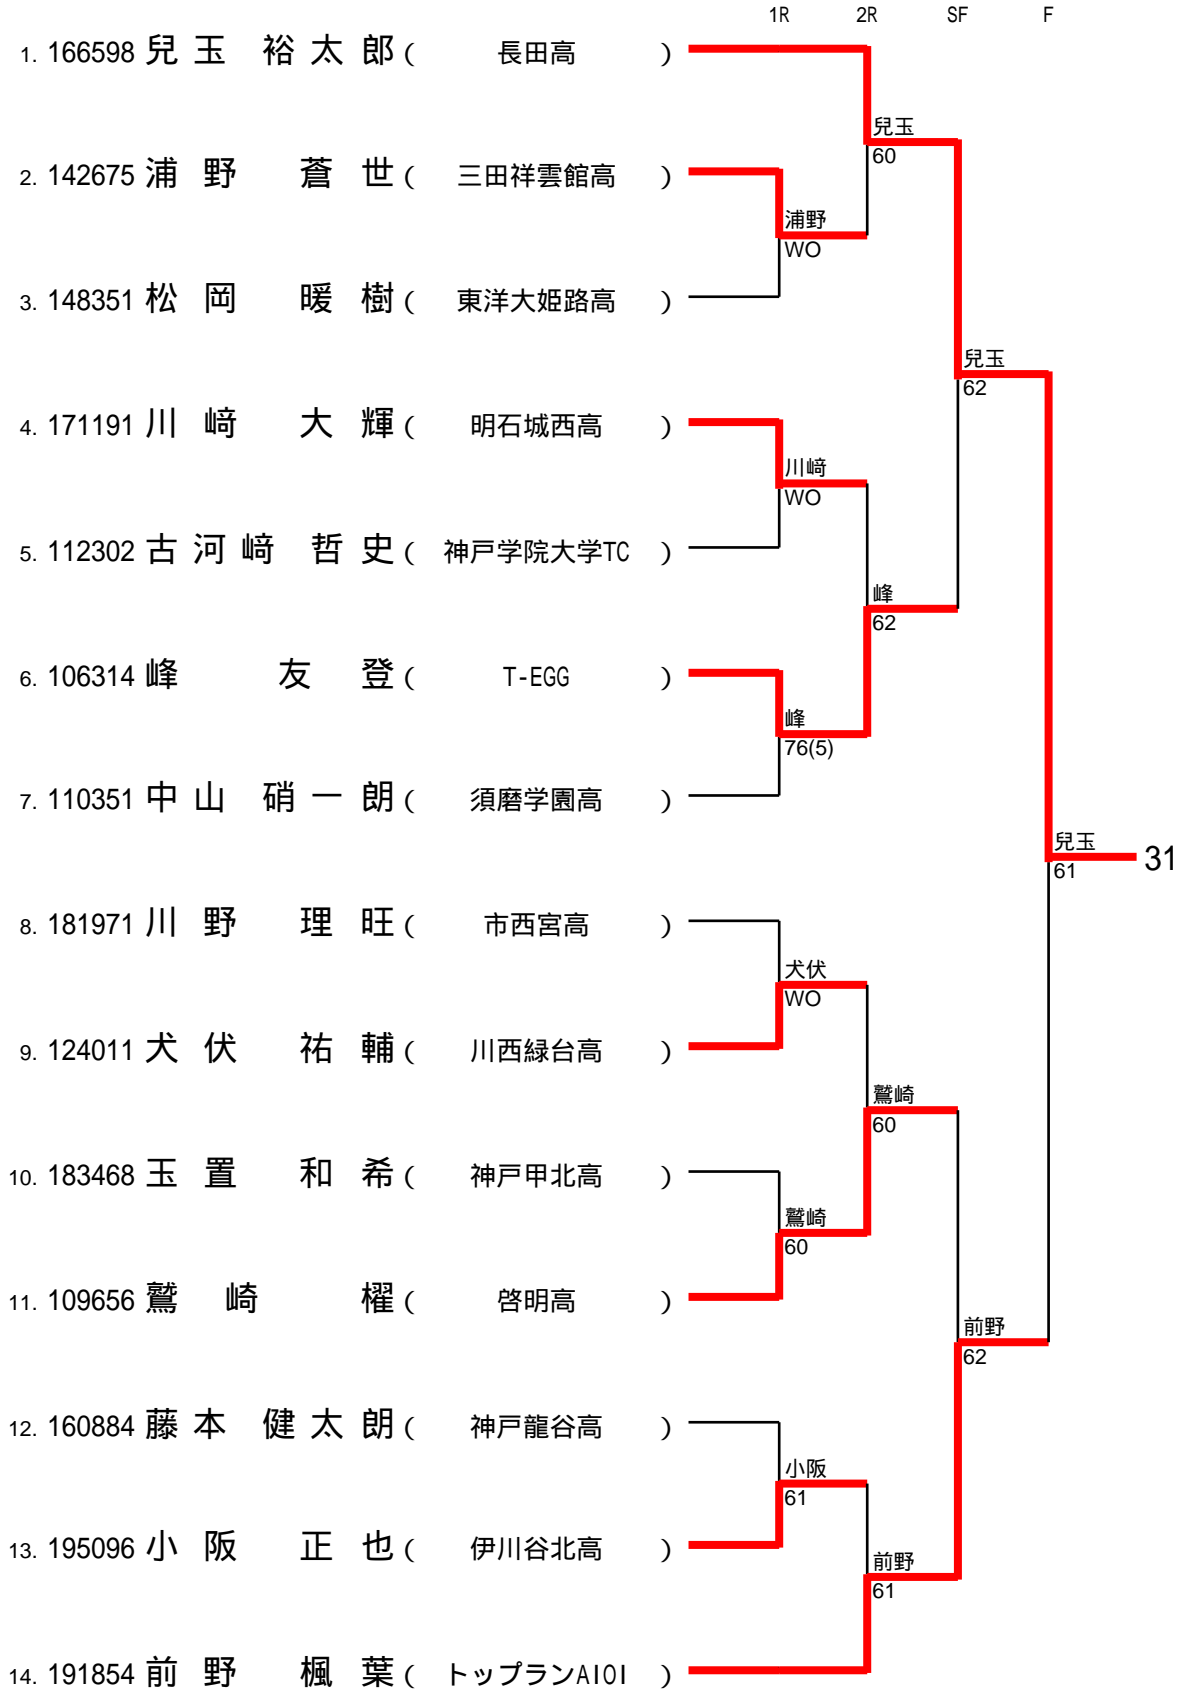 1R 2R SF F
1. 166598 兒玉 裕太郎 ( 長田高 )
兒玉
60
2. 142675 浦野 蒼世 ( 三田祥雲館高 )
浦野
WO
3. 148351 松岡 暖樹 ( 東洋大姫路高 )
兒玉
62
4. 171191 川﨑 大輝 ( 明石城西高 )
川﨑
WO
5. 112302 古河﨑 哲史 ( 神戸学院大学TC )
峰
62
6. 106314 峰 友登 ( T-EGG )
峰
76(5)
7. 110351 中山 硝一朗 ( 須磨学園高 )
兒玉
61
31
8. 181971 川野 理旺 ( 市西宮高 )
犬伏
WO
9. 124011 犬伏 祐輔 ( 川西緑台高 )
鷲崎
60
10. 183468 玉置 和希 ( 神戸甲北高 )
鷲崎
60
11. 109656 鷲崎 櫂 ( 啓明高 )
前野
62
12. 160884 藤本 健太朗 ( 神戸龍谷高 )
小阪
61
13. 195096 小阪 正也 ( 伊川谷北高 )
前野
61
14. 191854 前野 楓葉 ( トップランAIOI )